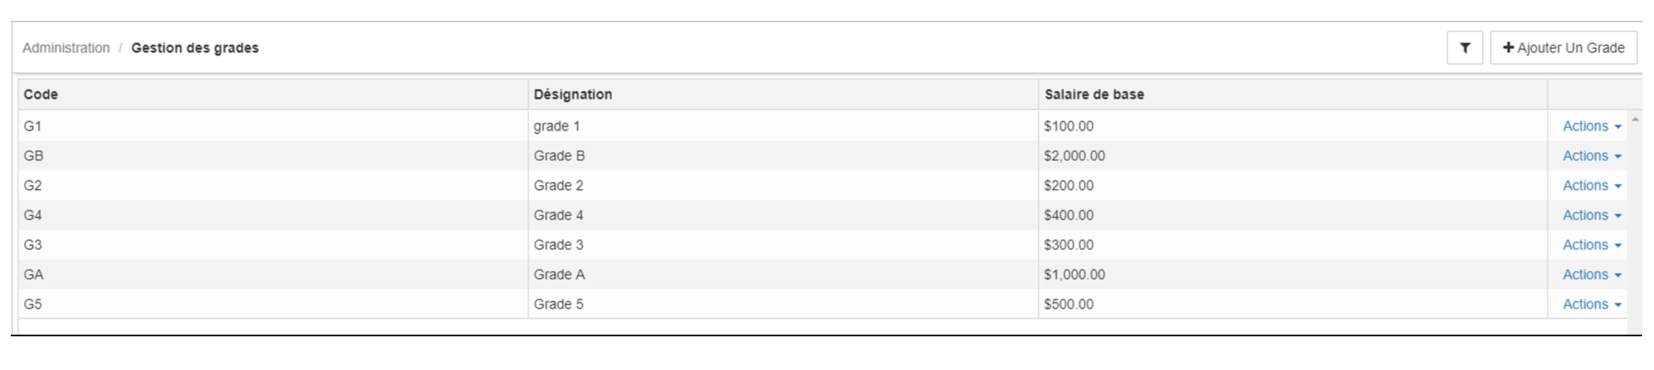 Administration / Gestion des grades
Ajouter Un Grade
Code Désignation Salaire de base
G1 grade 1 $100.00 Actions
GB Grade B $2,000.00 Actions
G2 Grade 2 $200.00 Actions
G4 Grade 4 $400.00 Actions
G3 Grade 3 $300.00 Actions
GA Grade A $1,000.00 Actions
G5 Grade 5 $500.00 Actions